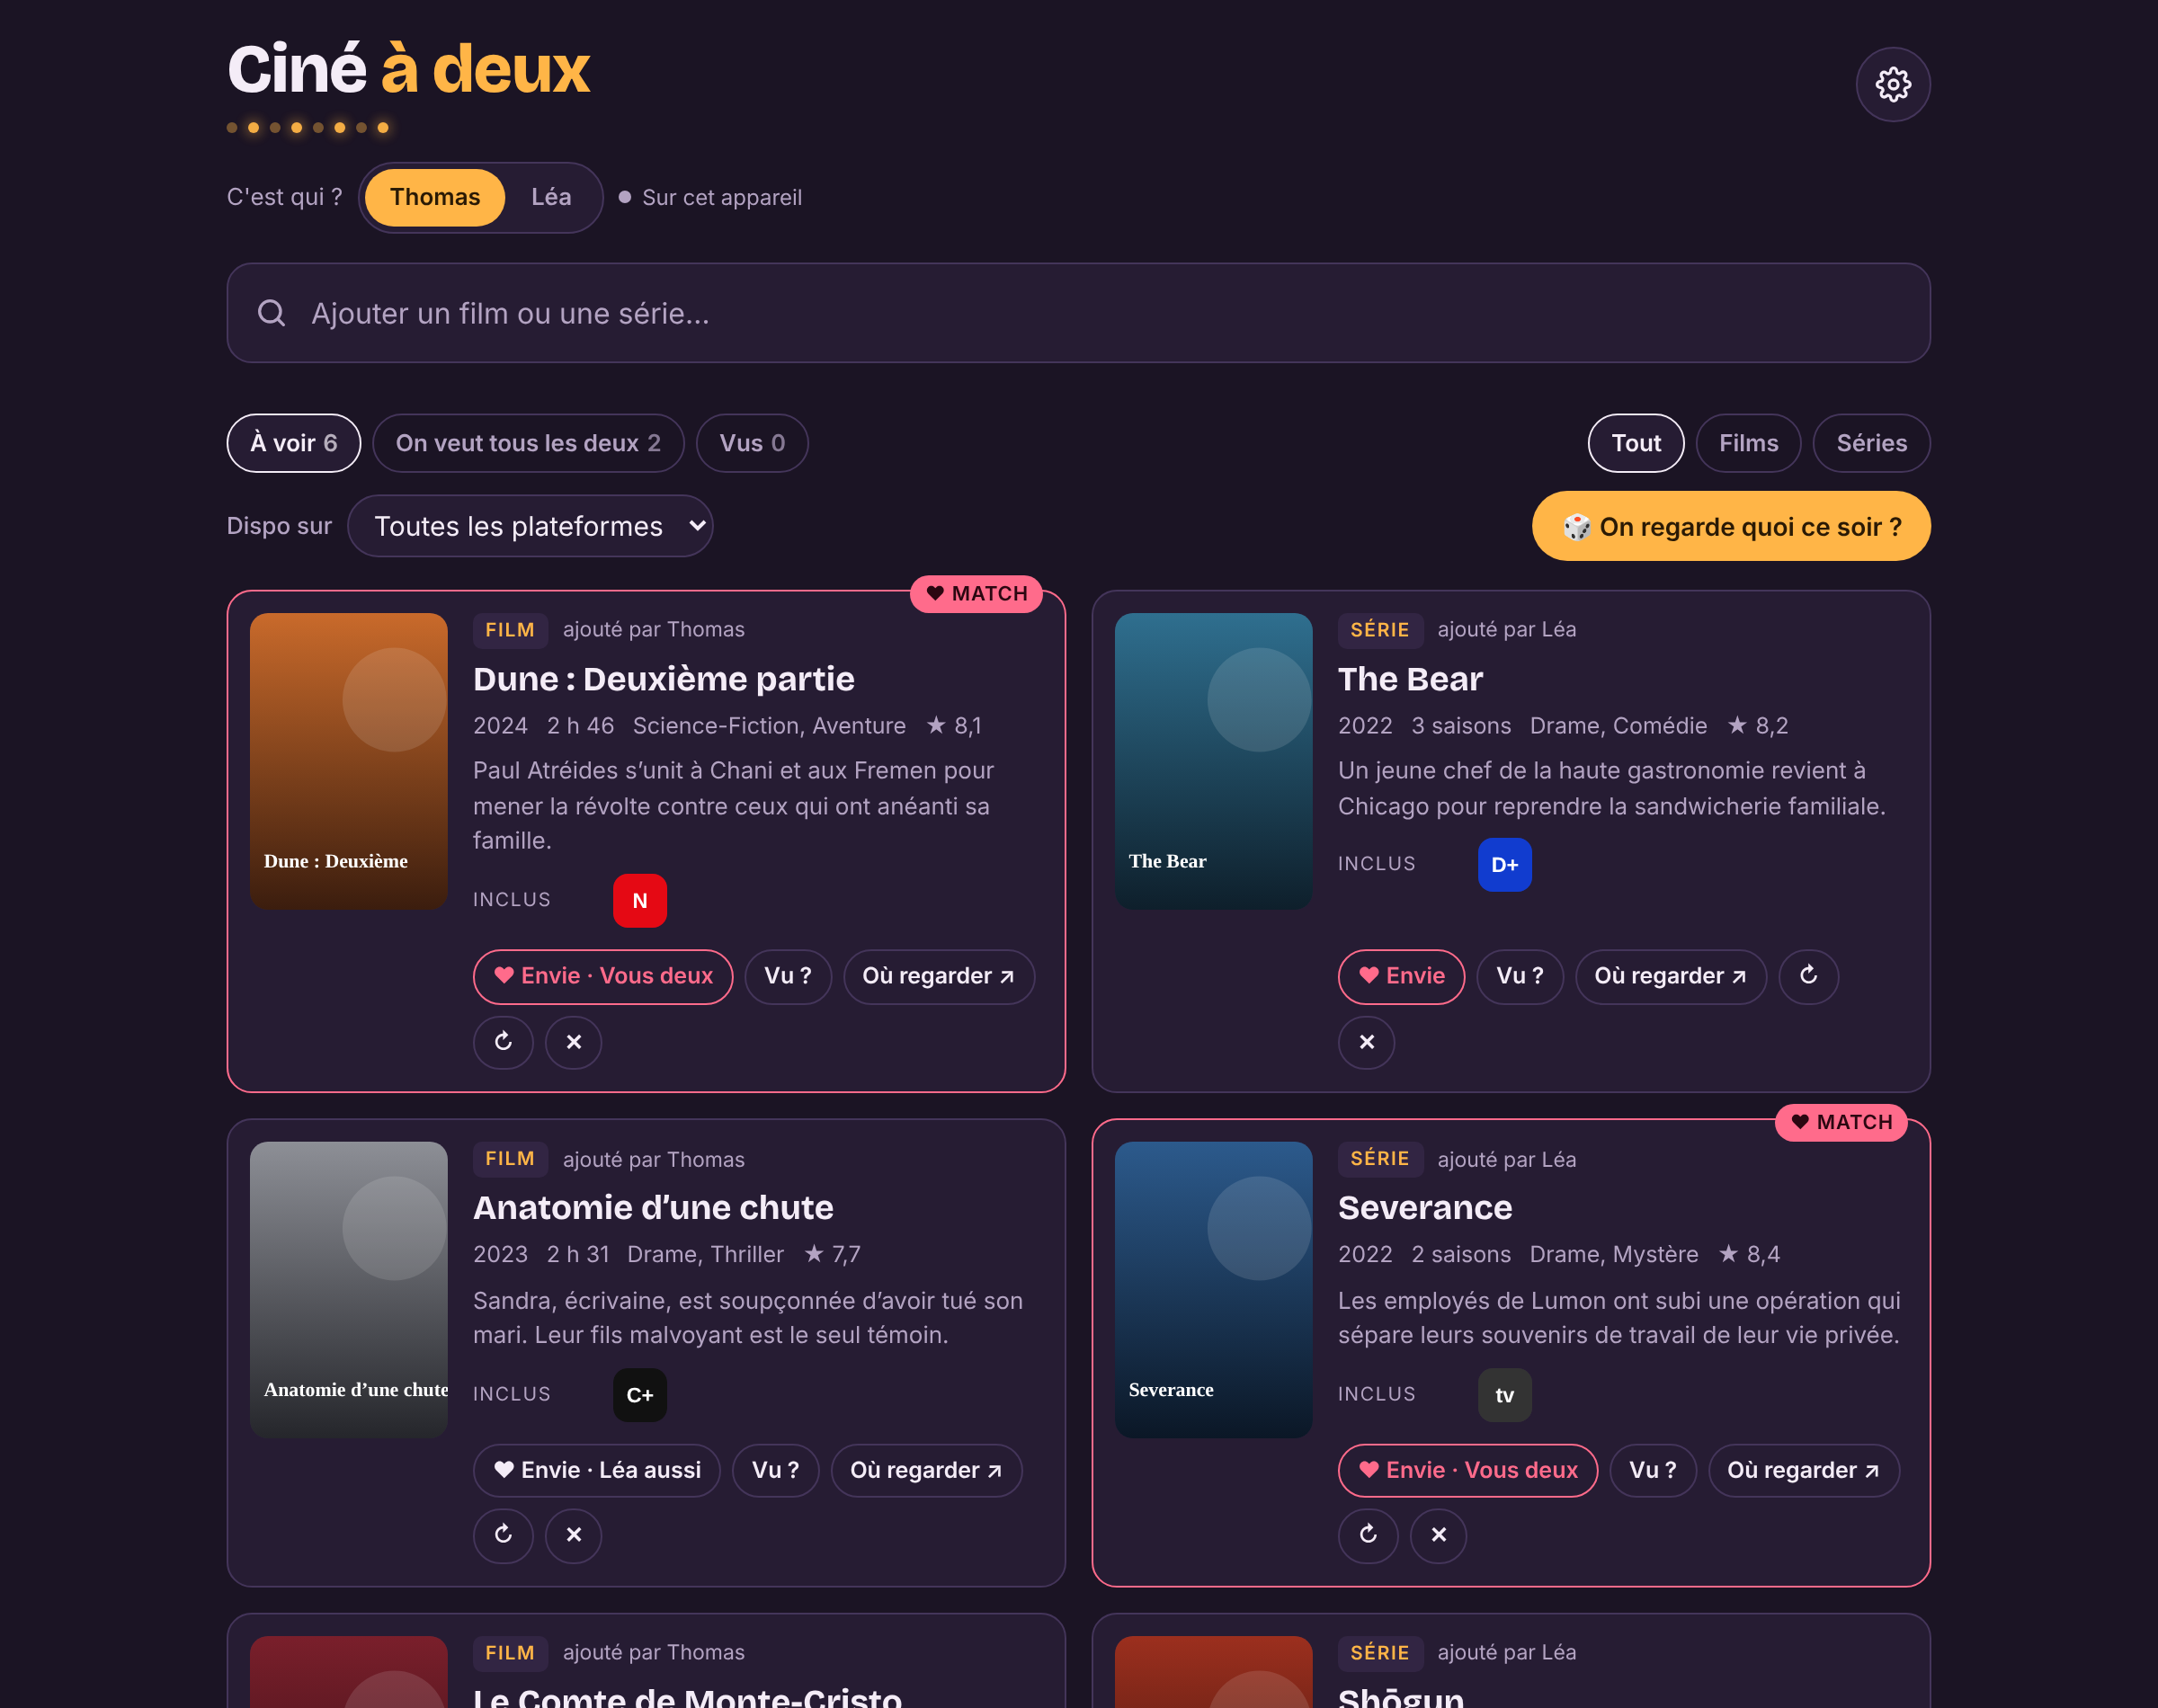 Ciné à deux
C'est qui ? Thomas Léa Sur cet appareil
Ajouter un film ou une série...
À voir 6 On veut tous les deux 2 Vus 0 Tout Films Séries
Dispo sur Toutes les plateformes On regarde quoi ce soir ?
♥ MATCH
FILM ajouté par Thomas
Dune : Deuxième partie
2024 2 h 46 Science-Fiction, Aventure ★ 8,1
Paul Atréides s’unit à Chani et aux Fremen pour
mener la révolte contre ceux qui ont anéanti sa
famille.
Dune : Deuxième
INCLUS N
♥ Envie · Vous deux Vu ? Où regarder ↗
↻ ✕
SÉRIE ajouté par Léa
The Bear
2022 3 saisons Drame, Comédie ★ 8,2
Un jeune chef de la haute gastronomie revient à
Chicago pour reprendre la sandwicherie familiale.
The Bear
INCLUS D+
♥ Envie Vu ? Où regarder ↗ ↻
✕
FILM ajouté par Thomas
Anatomie d’une chute
2023 2 h 31 Drame, Thriller ★ 7,7
Sandra, écrivaine, est soupçonnée d’avoir tué son
mari. Leur fils malvoyant est le seul témoin.
Anatomie d’une chute
INCLUS C+
♥ Envie · Léa aussi Vu ? Où regarder ↗
↻ ✕
♥ MATCH
SÉRIE ajouté par Léa
Severance
2022 2 saisons Drame, Mystère ★ 8,4
Les employés de Lumon ont subi une opération qui
sépare leurs souvenirs de travail de leur vie privée.
Severance
INCLUS tv
♥ Envie · Vous deux Vu ? Où regarder ↗
↻ ✕
FILM ajouté par Thomas
Le Comte de Monte-Cristo
SÉRIE ajouté par Léa
Shōgun